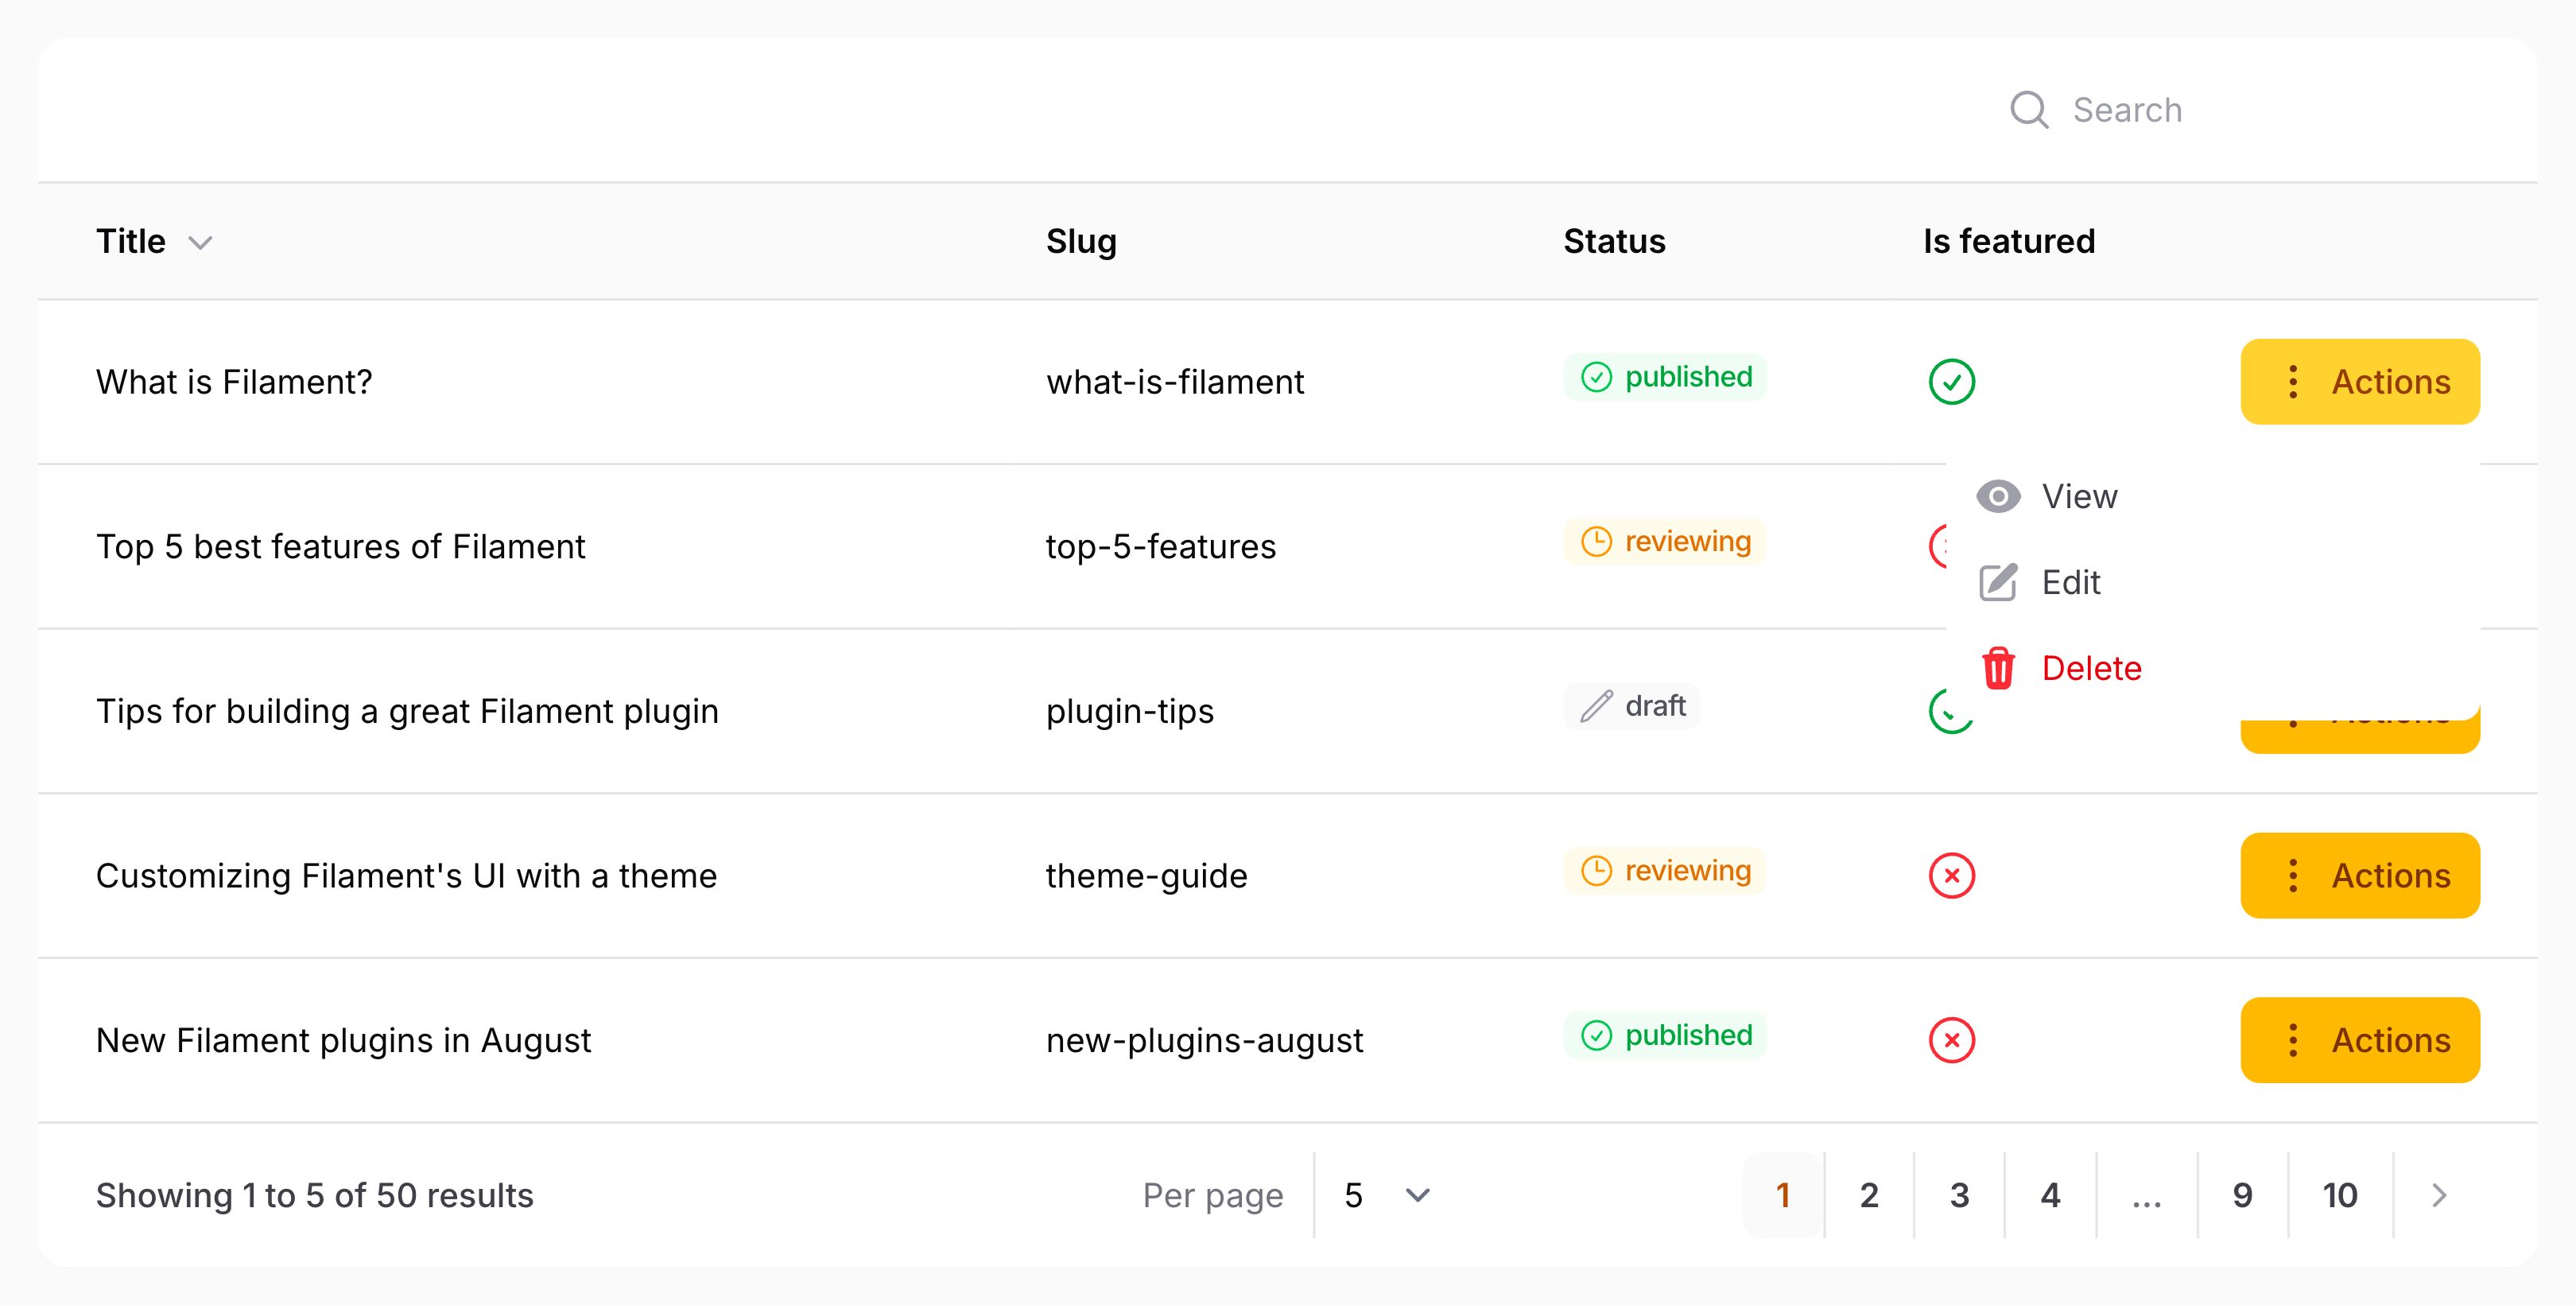 Search
Title Slug Status Is featured
What is Filament? what-is-filament published Actions
View
Top 5 best features of Filament top-5-features reviewing
Edit
Delete
Tips for building a great Filament plugin plugin-tips draft
Customizing Filament's UI with a theme theme-guide reviewing Actions
New Filament plugins in August new-plugins-august published Actions
Showing 1 to 5 of 50 results Per page 5 1 2 3 4 ... 9 10